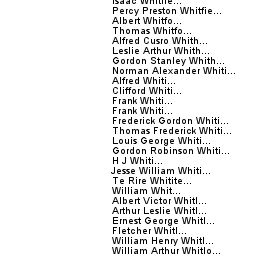 Isaac Whitfie...
Percy Preston Whitfie...
Albert Whitfo...
Thomas Whitfo...
Alfred Cusro Whith...
Leslie Arthur Whith...
Gordon Stanley Whith...
Norman Alexander Whiti...
Alfred Whiti...
Clifford Whiti...
Frank Whiti...
Frank Whiti...
Frederick Gordon Whiti...
Thomas Frederick Whiti...
Louis George Whiti...
Gordon Robinson Whiti...
H J Whiti...
Jesse William Whiti...
Te Rire Whitite...
William Whit...
Albert Victor Whitl...
Arthur Leslie Whitl...
Ernest George Whitl...
Fletcher Whitl...
William Henry Whitl...
William Arthur Whitlo...